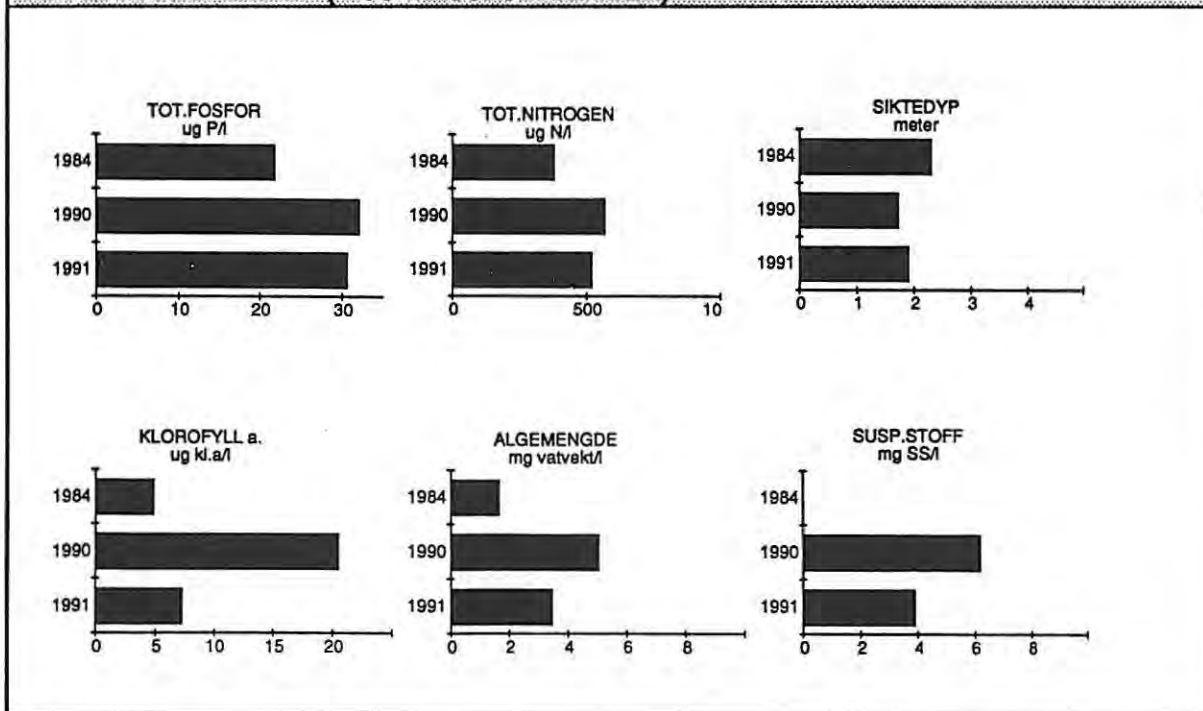 TOT.FOSFOR
ug P/l
1984
1990
1991
0 10 20 30
TOT.NITROGEN
ug N/l
1984
1990
1991
0 500 10
SIKTEDYP
meter
1984
1990
1991
0 1 2 3 4
KLOROFYLL a.
ug kl.a/l
1984
1990
1991
0 5 10 15 20
ALGEMENGDE
mg vatvekt/l
1984
1990
1991
0 2 4 6 8
SUSP.STOFF
mg SS/l
1984
1990
1991
0 2 4 6 8